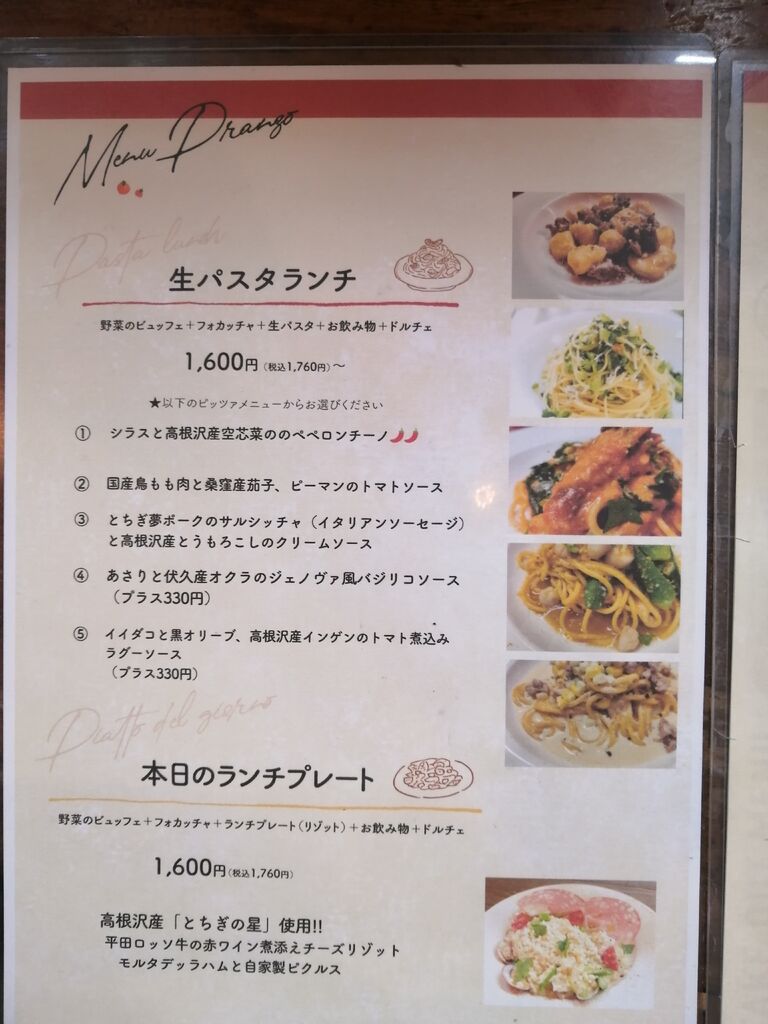 Menu Pranzo
Pasta lunch
生パスタランチ
野菜のビュッフェ+フォカッチャ+生パスタ+お飲み物+ドルチェ
1,600円(税込1,760円)～
★以下のピッツァメニューからお選びください
① シラスと高根沢産空芯菜ののペペロンチーノ🌶🌶
② 国産鳥もも肉と桑窪産茄子、ピーマンのトマトソース
③ とちぎ夢ポークのサルシッチャ（イタリアンソーセージ）
と高根沢産とうもろこしのクリームソース
④ あさりと伏久産オクラのジェノヴァ風バジリコソース
（プラス330円）
⑤ イイダコと黒オリーブ、高根沢産インゲンのトマト煮込み
ラグーソース
（プラス330円）
Piatto del giorno
本日のランチプレート
野菜のビュッフェ+フォカッチャ+ランチプレート(リゾット)+お飲み物+ドルチェ
1,600円(税込1,760円)
高根沢産「とちぎの星」使用!!
平田ロッソ牛の赤ワイン煮添えチーズリゾット
モルタデッラハムと自家製ピクルス